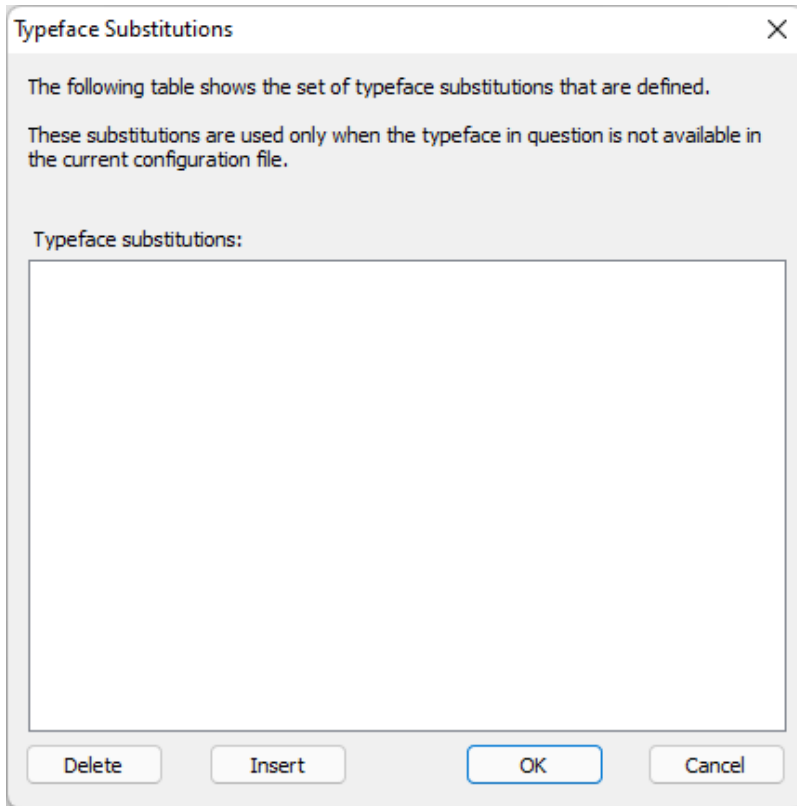 Typeface Substitutions
The following table shows the set of typeface substitutions that are defined.
These substitutions are used only when the typeface in question is not available in
the current configuration file.
Typeface substitutions:
Delete Insert OK Cancel